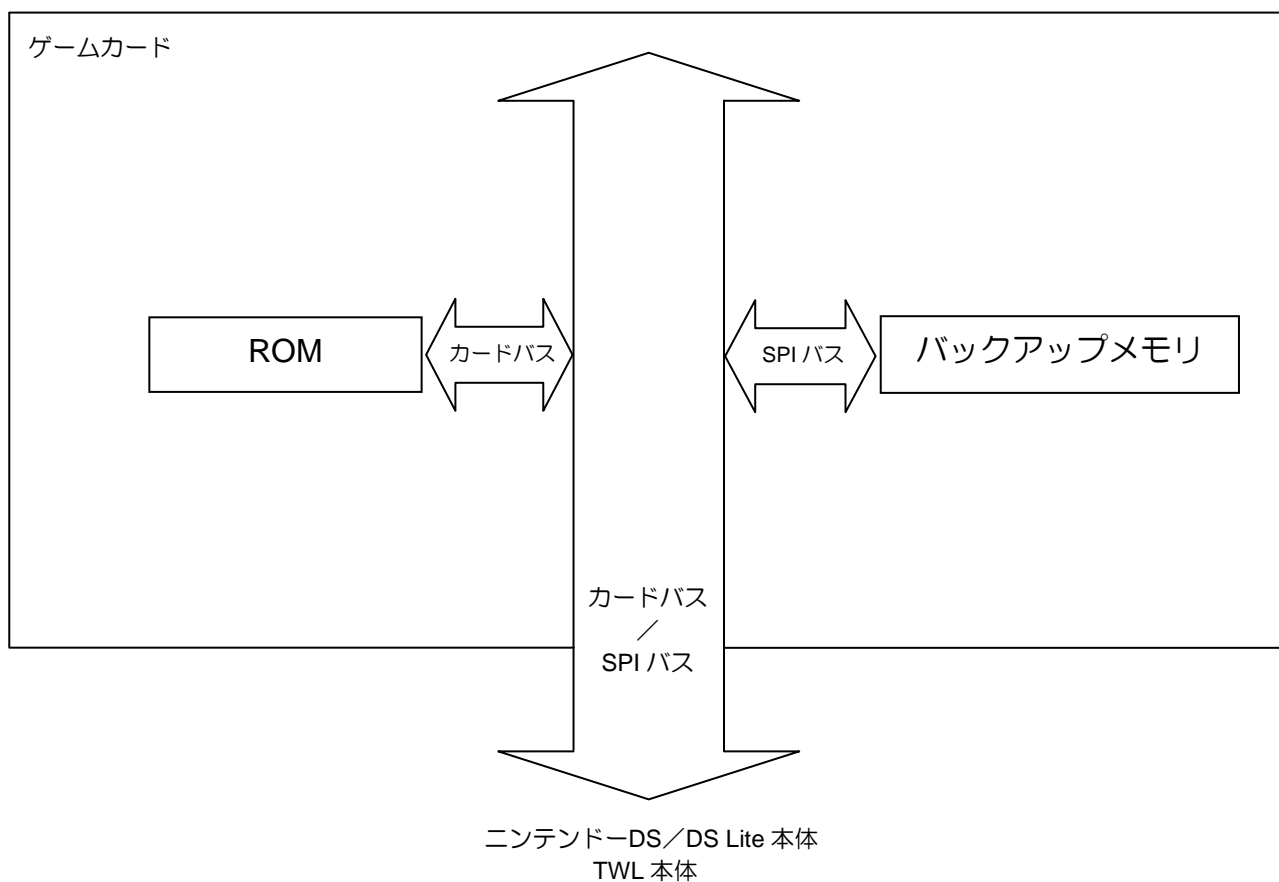 ゲームカード
ROM
カードバス
SPI バス
バックアップメモリ
カードバス
／
SPI バス
ニンテンドーDS／DS Lite 本体
TWL 本体